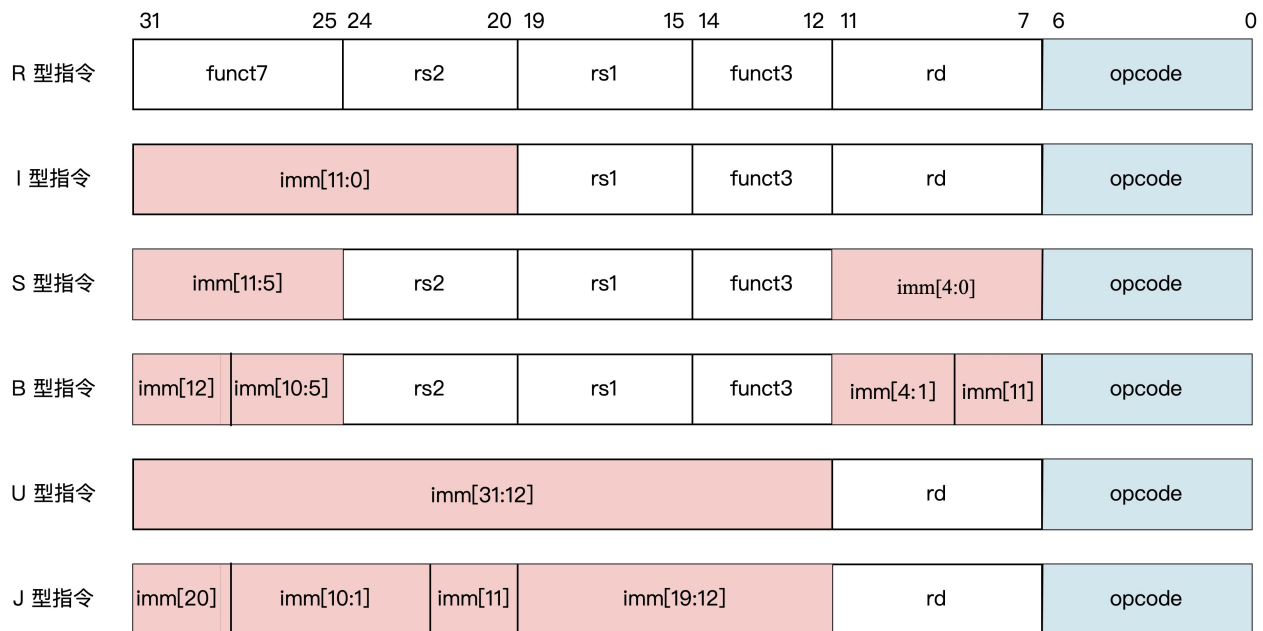 31 25 24 20 19 15 14 12 11 7 6 0
R 型指令 funct7 rs2 rs1 funct3 rd opcode
I 型指令 imm[11:0] rs1 funct3 rd opcode
S 型指令 imm[11:5] rs2 rs1 funct3 imm[4:0] opcode
B 型指令 imm[12] imm[10:5] rs2 rs1 funct3 imm[4:1] imm[11] opcode
U 型指令 imm[31:12] rd opcode
J 型指令 imm[20] imm[10:1] imm[11] imm[19:12] rd opcode